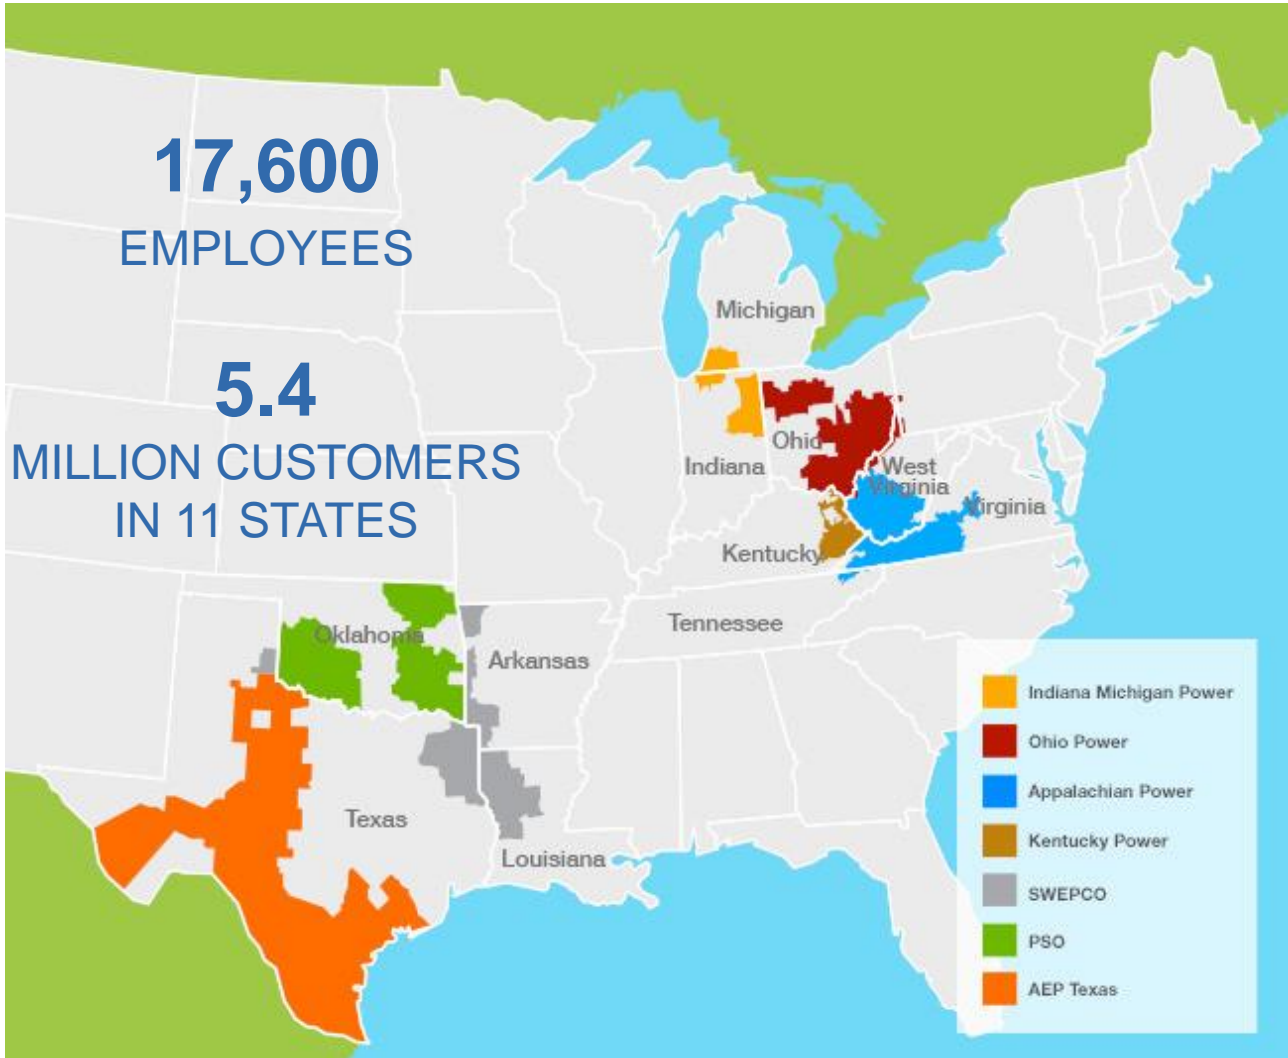 17,600
EMPLOYEES
5.4
MILLION CUSTOMERS
IN 11 STATES
Michigan
Ohio
Indiana
West
Virginia
Virginia
Kentucky
Tennessee
Oklahoma
Arkansas
Texas
Louisiana
Indiana Michigan Power
Ohio Power
Appalachian Power
Kentucky Power
SWEPCO
PSO
AEP Texas